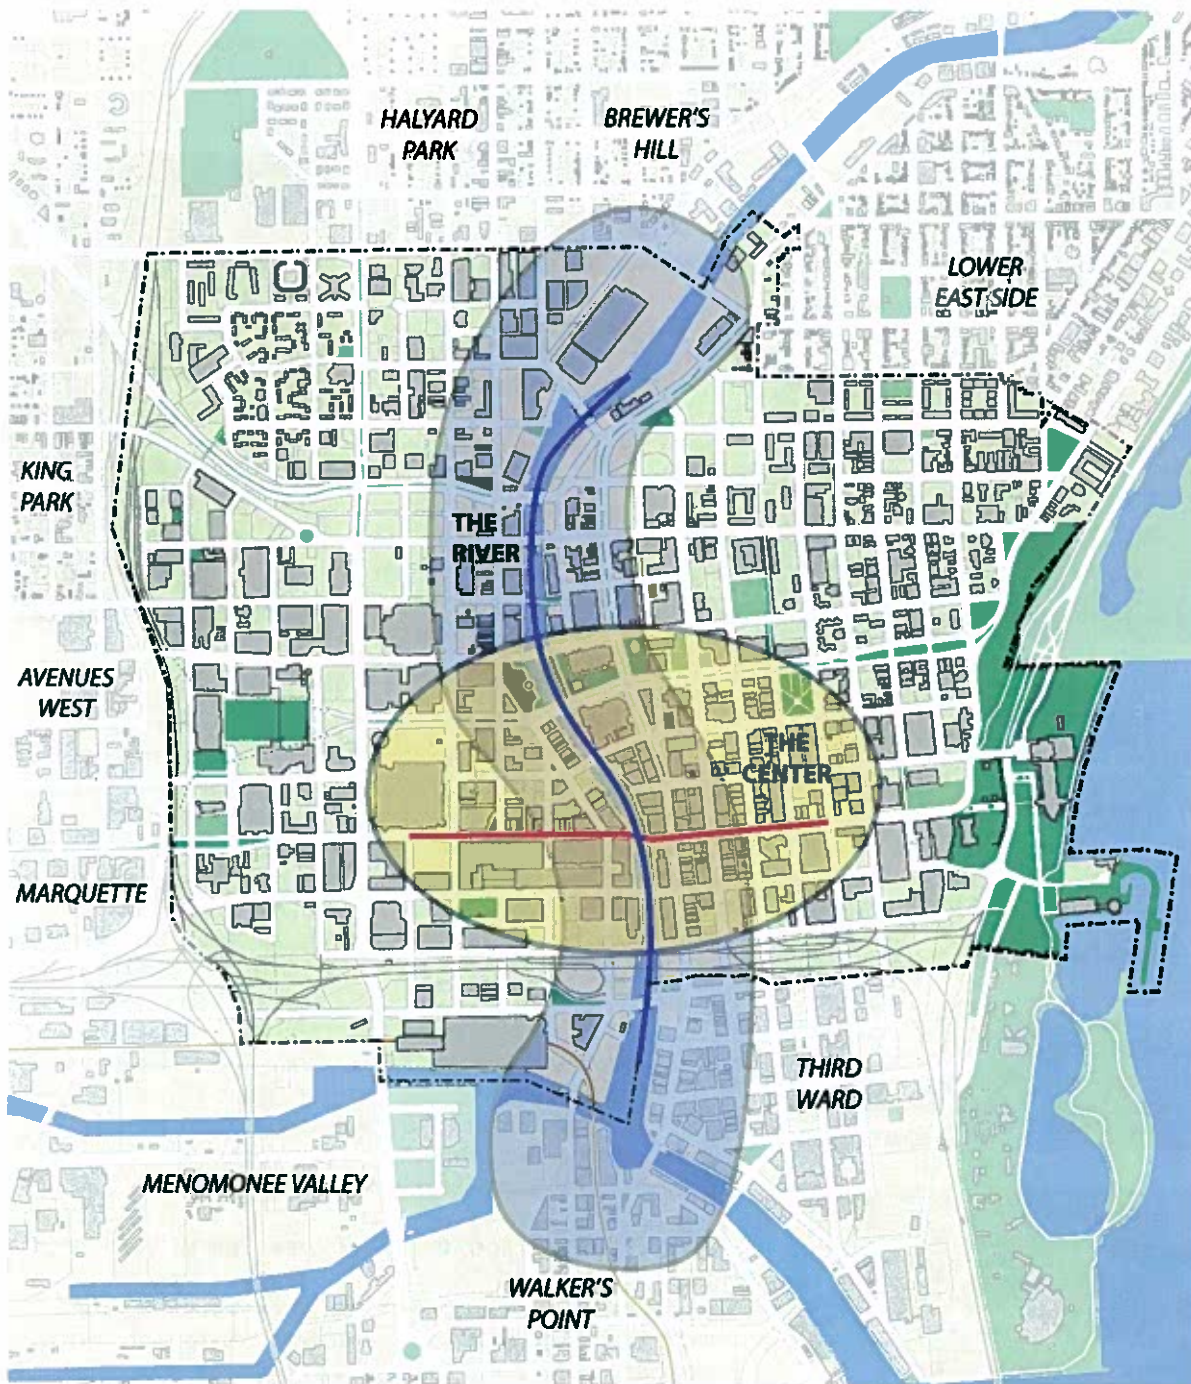 HALYARD
PARK
BREWER'S
HILL
LOWER
EAST SIDE
KING
PARK
THE
RIVER
AVENUES
WEST
THE
CENTER
MARQUETTE
THIRD
WARD
MENOMONEE VALLEY
WALKER'S
POINT